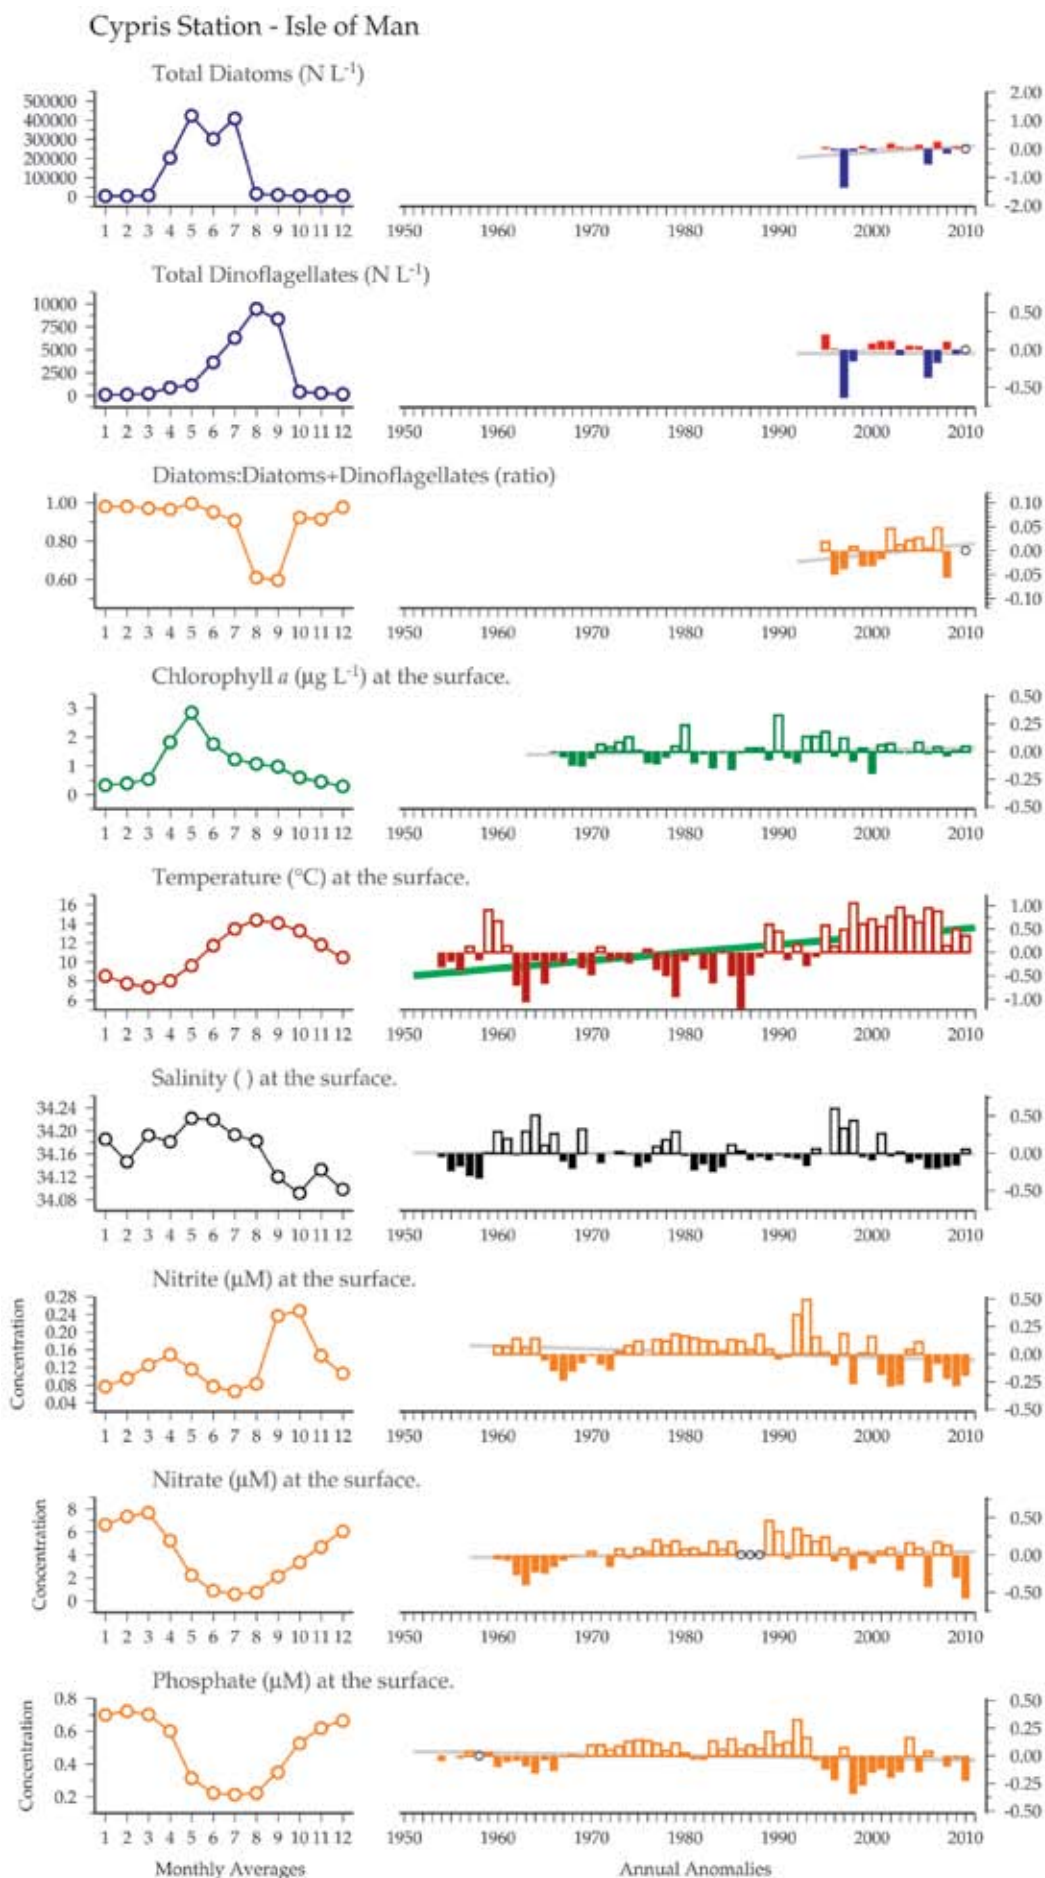 Cypris Station - Isle of Man
Total Diatoms (N L⁻¹)
500000
400000
300000
200000
100000
0
1 2 3 4 5 6 7 8 9 10 11 12
1950 1960 1970 1980 1990 2000 2010
2.00
1.00
0.00
-1.00
-2.00
Total Dinoflagellates (N L⁻¹)
10000
7500
5000
2500
0
1 2 3 4 5 6 7 8 9 10 11 12
1950 1960 1970 1980 1990 2000 2010
0.50
0.00
-0.50
Diatoms:Diatoms+Dinoflagellates (ratio)
1.00
0.80
0.60
1 2 3 4 5 6 7 8 9 10 11 12
1950 1960 1970 1980 1990 2000 2010
0.10
0.05
0.00
-0.05
-0.10
Chlorophyll a (µg L⁻¹) at the surface.
3
2
1
0
1 2 3 4 5 6 7 8 9 10 11 12
1950 1960 1970 1980 1990 2000 2010
0.50
0.25
0.00
-0.25
-0.50
Temperature (°C) at the surface.
16
14
12
10
8
6
1 2 3 4 5 6 7 8 9 10 11 12
1950 1960 1970 1980 1990 2000 2010
1.00
0.50
0.00
-0.50
-1.00
Salinity ( ) at the surface.
34.24
34.20
34.16
34.12
34.08
1 2 3 4 5 6 7 8 9 10 11 12
1950 1960 1970 1980 1990 2000 2010
0.50
0.00
-0.50
Nitrite (µM) at the surface.
Concentration
0.28
0.24
0.20
0.16
0.12
0.08
0.04
1 2 3 4 5 6 7 8 9 10 11 12
1950 1960 1970 1980 1990 2000 2010
0.50
0.25
0.00
-0.25
-0.50
Nitrate (µM) at the surface.
Concentration
8
6
4
2
0
1 2 3 4 5 6 7 8 9 10 11 12
1950 1960 1970 1980 1990 2000 2010
0.50
0.00
-0.50
Phosphate (µM) at the surface.
Concentration
0.8
0.6
0.4
0.2
1 2 3 4 5 6 7 8 9 10 11 12
1950 1960 1970 1980 1990 2000 2010
0.50
0.25
0.00
-0.25
-0.50
Monthly Averages
Annual Anomalies